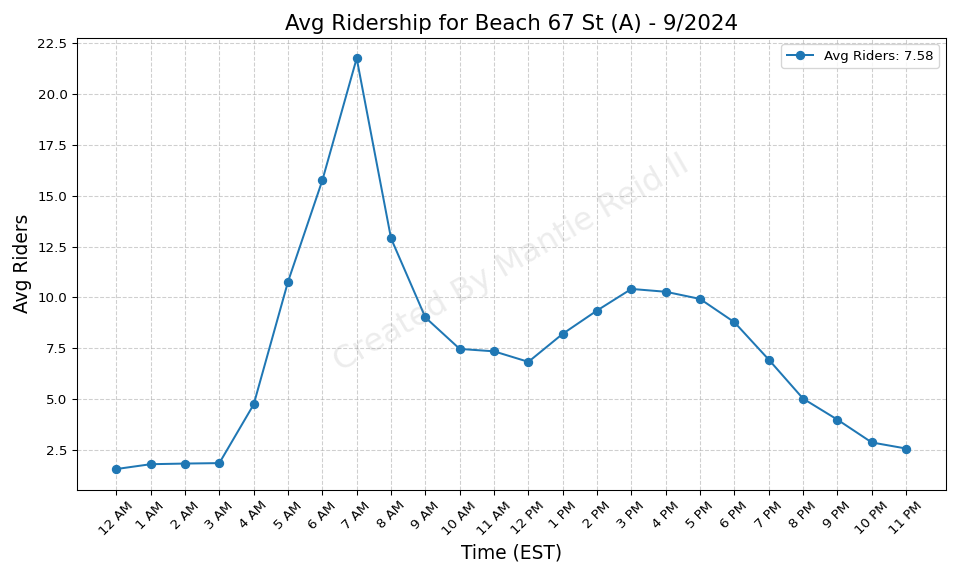 Avg Ridership for Beach 67 St (A) - 9/2024
Avg Riders: 7.58
22.5
20.0
17.5
15.0
12.5
10.0
7.5
5.0
2.5
Avg Riders
Created By Mantie Reid II
12 AM
1 AM
2 AM
3 AM
4 AM
5 AM
6 AM
7 AM
8 AM
9 AM
10 AM
11 AM
12 PM
1 PM
2 PM
3 PM
4 PM
5 PM
6 PM
7 PM
8 PM
9 PM
10 PM
11 PM
Time (EST)